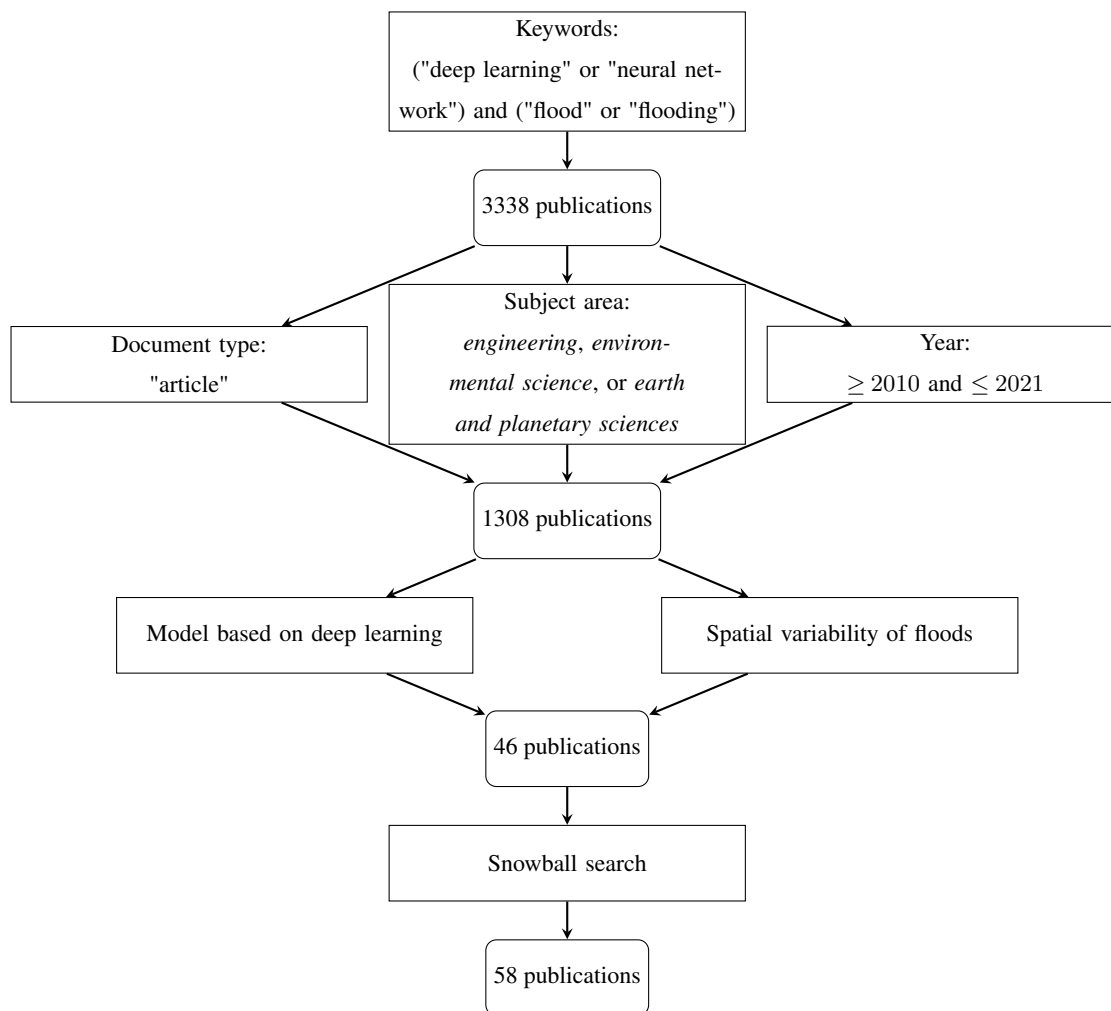 Keywords:
("deep learning" or "neural net-
work") and ("flood" or "flooding")
3338 publications
Document type:
"article"
Subject area:
engineering, environ-
mental science, or earth
and planetary sciences
Year:
≥ 2010 and ≤ 2021
1308 publications
Model based on deep learning
Spatial variability of floods
46 publications
Snowball search
58 publications